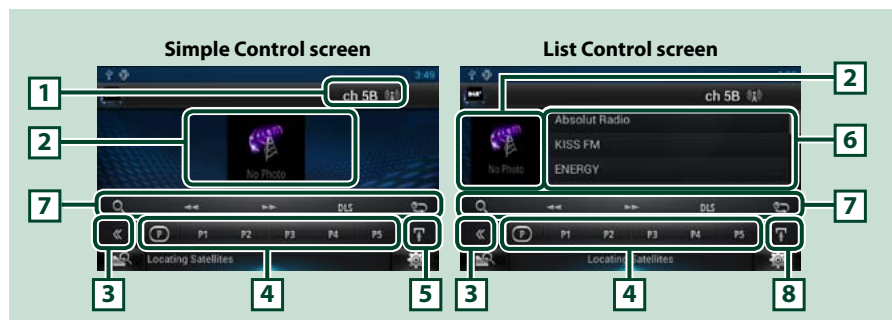 Simple Control screen
List Control screen
3:49
ch 5B
No Photo
DLS
P P1 P2 P3 P4 P5
Locating Satellites
1
2
7
3
4
5
ch 5B
No Photo
Absolut Radio
KISS FM
ENERGY
DLS
P P1 P2 P3 P4 P5
Locating Satellites
2
6
7
3
4
8